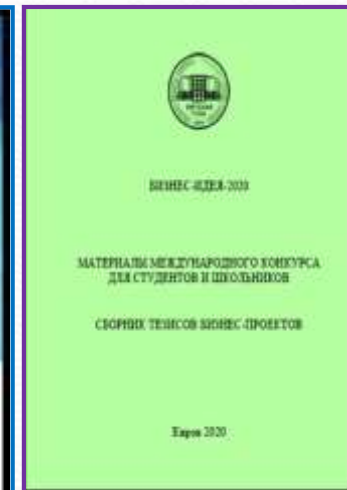 БИЗНЕС-ИДЕЯ-2020
МАТЕРИАЛЫ МЕЖДУНАРОДНОГО КОНКУРСА
ДЛЯ СТУДЕНТОВ И ШКОЛЬНИКОВ
СБОРНИК ТЕЗИСОВ БИЗНЕС-ПРОЕКТОВ
Киров 2020